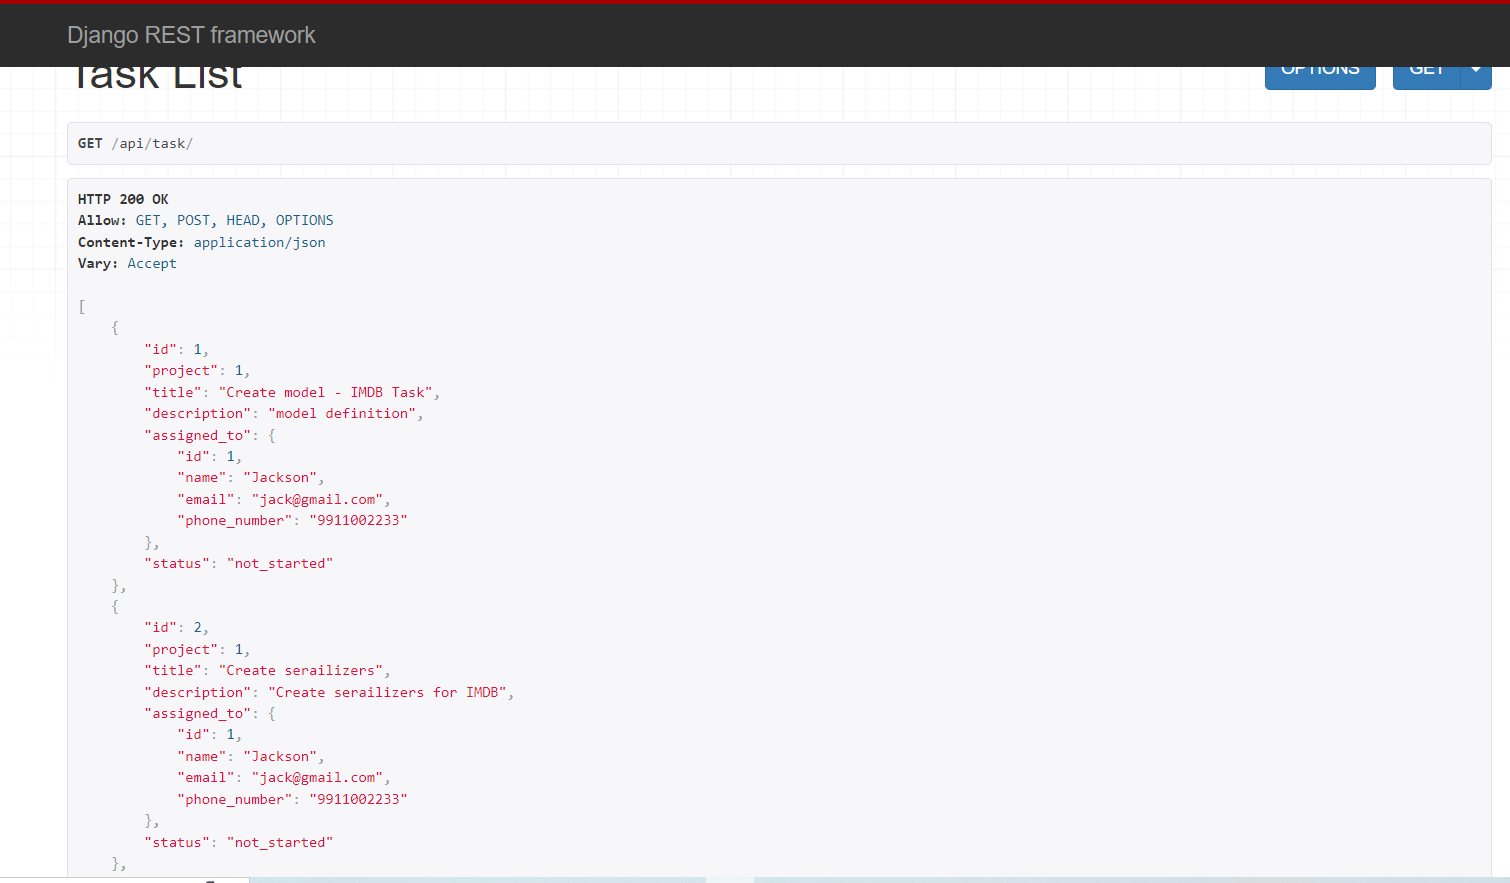 Django REST framework
Task List
OPTIONS
GET
GET /api/task/
HTTP 200 OK
Allow: GET, POST, HEAD, OPTIONS
Content-Type: application/json
Vary: Accept
[
{
"id": 1,
"project": 1,
"title": "Create model - IMDB Task",
"description": "model definition",
"assigned_to": {
"id": 1,
"name": "Jackson",
"email": "jack@gmail.com",
"phone_number": "9911002233"
},
"status": "not_started"
},
{
"id": 2,
"project": 1,
"title": "Create serailizers",
"description": "Create serailizers for IMDB",
"assigned_to": {
"id": 1,
"name": "Jackson",
"email": "jack@gmail.com",
"phone_number": "9911002233"
},
"status": "not_started"
},